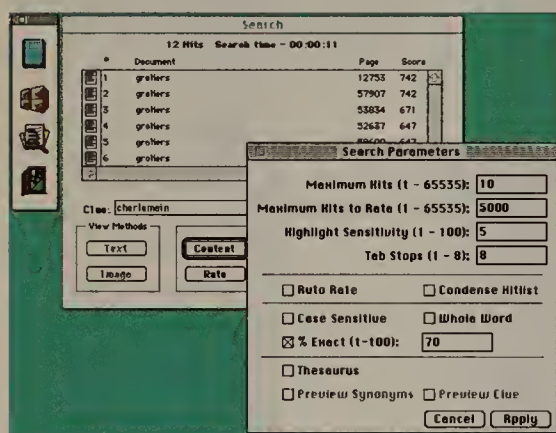 Search
12 Hits Search time - 00:00:11
# Document Page Score
1 groliers 12753 742
2 groliers 57907 742
3 groliers 53834 671
4 groliers 52637 647
5 groliers 647
6 groliers
Clue: charlemain
View Methods
Text
Image
Content
Rate
Search Parameters
Maximum Hits (1 - 65535): 10
Maximum Hits to Rate (1 - 65535): 5000
Highlight Sensitivity (1 - 100): 5
Tab Stops (1 - 8): 8
Auto Rate Condense Hitlist
Case Sensitive Whole Word
% Exact (1-100): 70
Thesaurus
Preview Synonyms Preview Clue
Cancel Apply